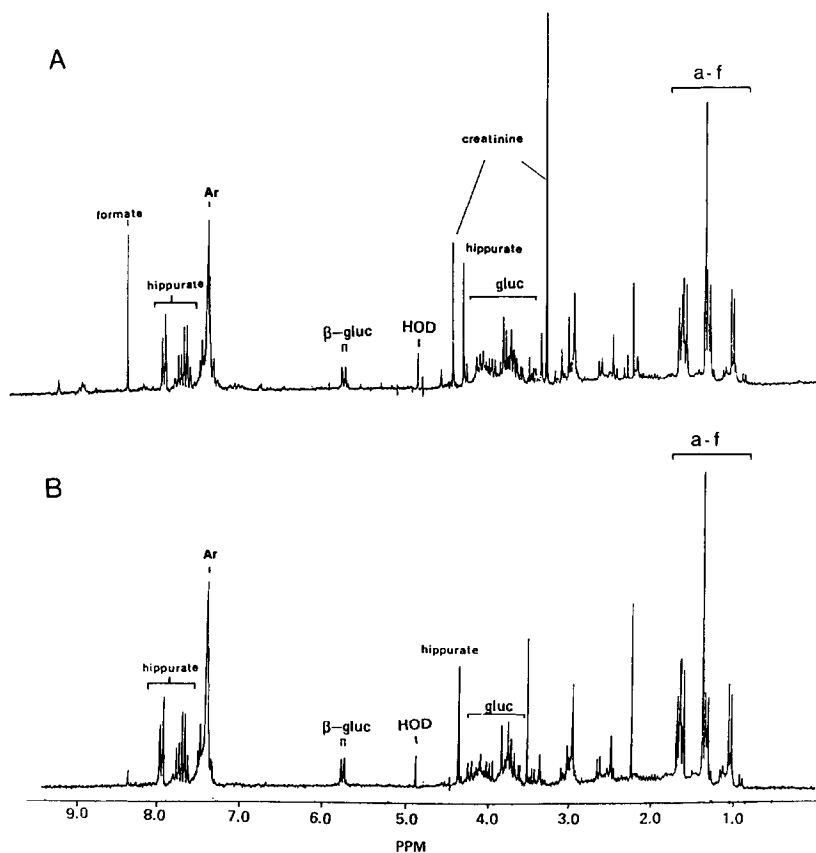 A
a-f
creatinine
Ar
formate
hippurate
hippurate
gluc
β-gluc
HOD
a-f
B
Ar
hippurate
hippurate
gluc
β-gluc
HOD
9.0 8.0 7.0 6.0 5.0 4.0 3.0 2.0 1.0
PPM